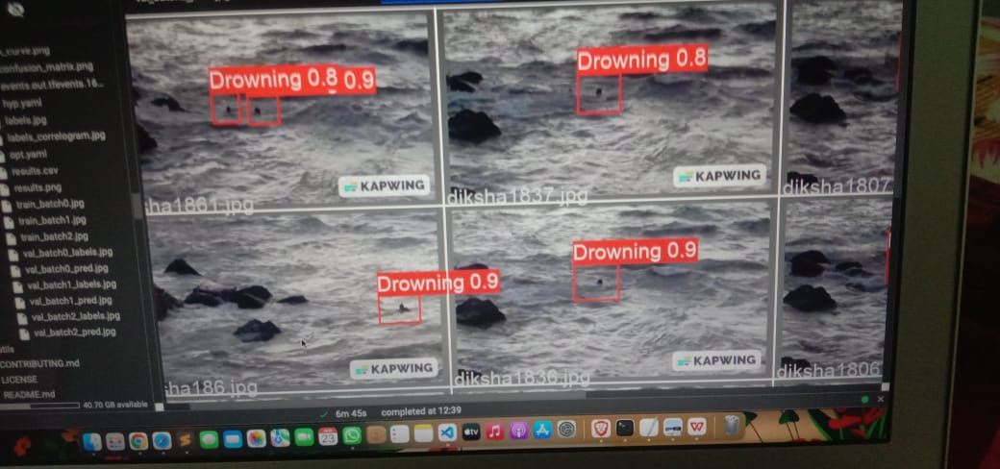 curve.png
confusion_matrix.png
events.out.tfevents.16...
hyp.yaml
labels.jpg
labels_correlogram.jpg
opt.yaml
results.csv
results.png
train_batch0.jpg
train_batch1.jpg
train_batch2.jpg
val_batch0_labels.jpg
val_batch0_pred.jpg
val_batch1_labels.jpg
val_batch1_pred.jpg
val_batch2_labels.jpg
val_batch2_pred.jpg
utils
CONTRIBUTING.md
LICENSE
README.md
40.70 GB available
Drowning 0.8 0.9
KAPWING
ha1861.jpg
Drowning 0.8
KAPWING
diksha1837.jpg
diksha1807
Drowning 0.9
KAPWING
ha186.jpg
Drowning 0.9
KAPWING
diksha1836.jpg
diksha1806
6m 45s completed at 12:39
23
tv